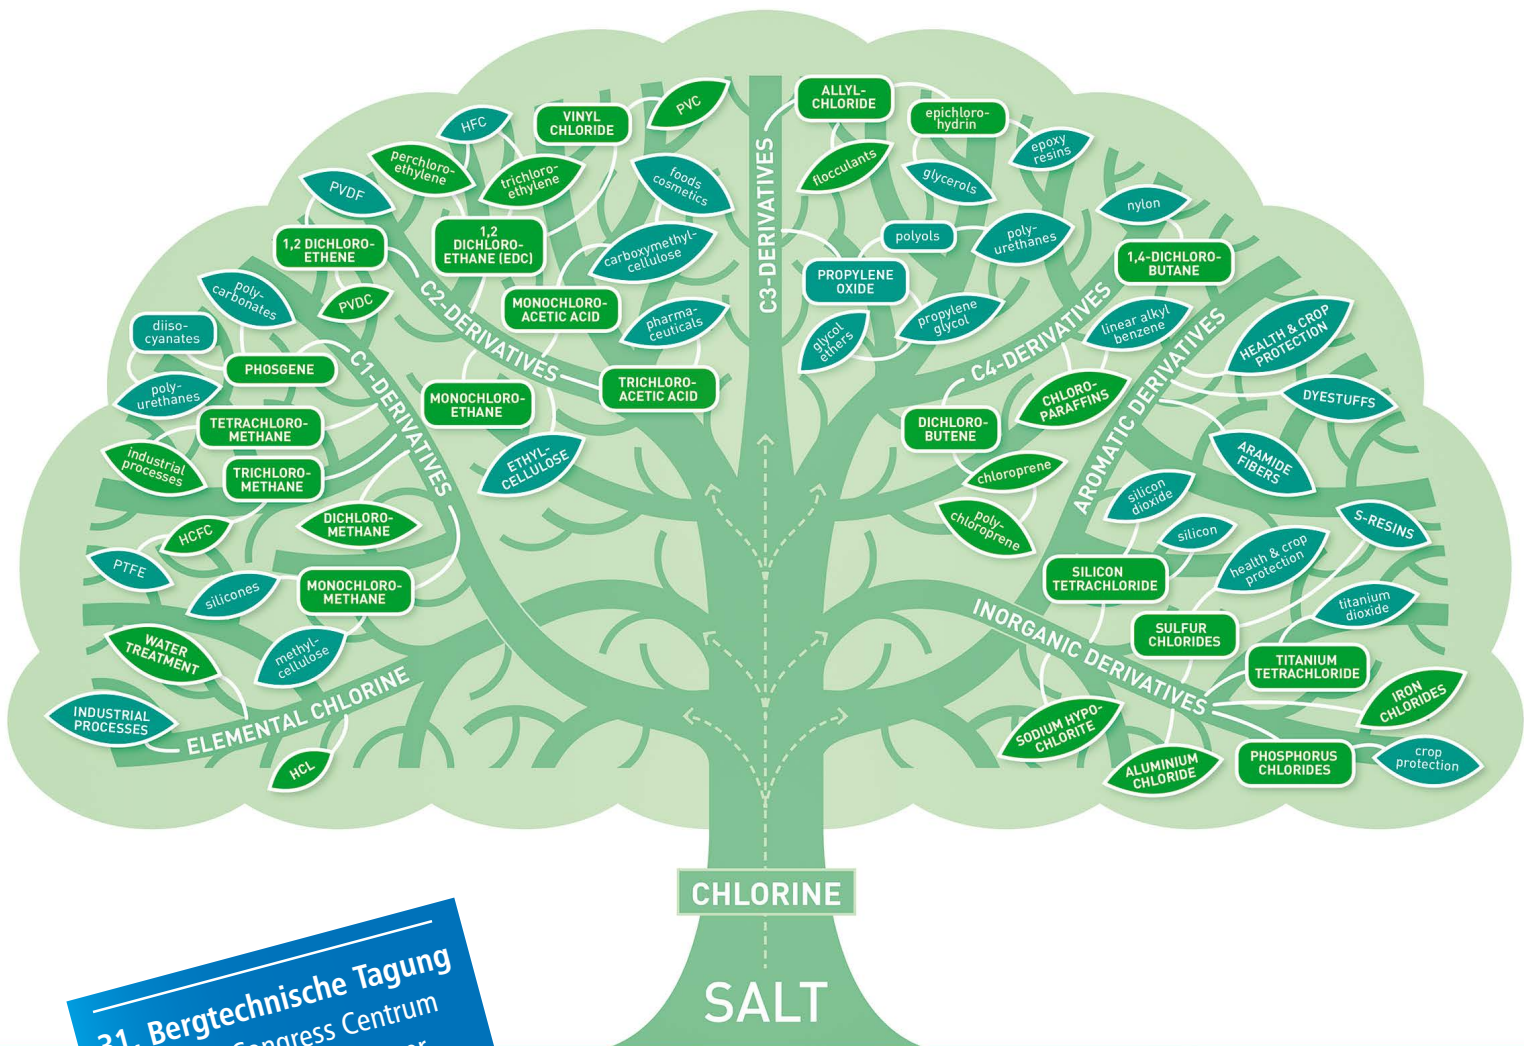 HFC
VINYL
CHLORIDE
PVC
perchloro-
ethylene
trichloro-
ethylene
foods
cosmetics
PVDF
1,2 DICHLORO-
ETHENE
1,2
DICHLORO-
ETHANE (EDC)
carboxymethyl-
cellulose
poly-
carbonates
PVDC
MONOCHLORO-
ACETIC ACID
pharma-
ceuticals
diiso-
cyanates
PHOSGENE
poly-
urethanes
C2-DERIVATIVES
MONOCHLORO-
ETHANE
TRICHLORO-
ACETIC ACID
C1-DERIVATIVES
TETRACHLORO-
METHANE
industrial
processes
TRICHLORO-
METHANE
ETHYL-
CELLULOSE
DICHLORO-
METHANE
HCFC
PTFE
silicones
MONOCHLORO-
METHANE
WATER
TREATMENT
methyl-
cellulose
INDUSTRIAL
PROCESSES
ELEMENTAL CHLORINE
HCL
ALLYL-
CHLORIDE
epichloro-
hydrin
epoxy
resins
flocculants
glycerols
C3-DERIVATIVES
polyols
poly-
urethanes
PROPYLENE
OXIDE
glycol
ethers
propylene
glycol
nylon
1,4-DICHLORO-
BUTANE
linear alkyl
benzene
C4-DERIVATIVES
CHLORO-
PARAFFINS
DICHLORO-
BUTENE
chloroprene
poly-
chloroprene
AROMATIC DERIVATIVES
HEALTH & CROP
PROTECTION
DYESTUFFS
ARAMIDE
FIBERS
silicon
dioxide
silicon
S-RESINS
health & crop
protection
SILICON
TETRACHLORIDE
titanium
dioxide
SULFUR
CHLORIDES
INORGANIC DERIVATIVES
TITANIUM
TETRACHLORIDE
IRON
CHLORIDES
SODIUM HYPO-
CHLORITE
ALUMINIUM
CHLORIDE
PHOSPHORUS
CHLORIDES
crop
protection
CHLORINE
SALT
31. Bergtechnische Tagung
Congress Centrum